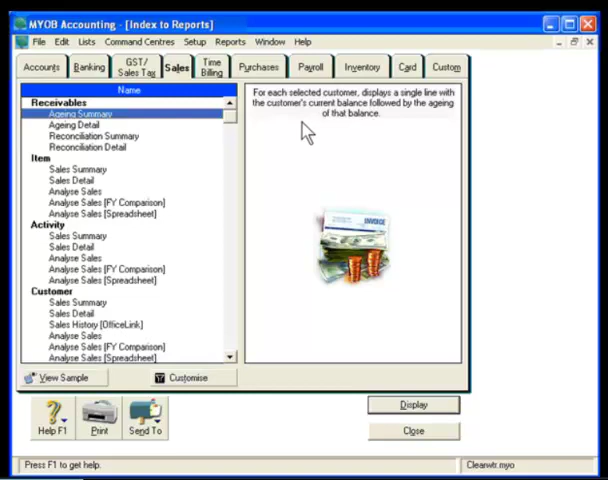 MYOB Accounting - [Index to Reports]
File Edit Lists Command Centres Setup Reports Window Help
Accounts Banking GST/ Sales Tax Sales Time Billing Purchases Payroll Inventory Card Custom
Name
Receivables
Ageing Summary
Ageing Detail
Reconciliation Summary
Reconciliation Detail
Item
Sales Summary
Sales Detail
Analyse Sales
Analyse Sales [FY Comparison]
Analyse Sales [Spreadsheet]
Activity
Sales Summary
Sales Detail
Analyse Sales
Analyse Sales [FY Comparison]
Analyse Sales [Spreadsheet]
Customer
Sales Summary
Sales Detail
Sales History [OfficeLink]
Analyse Sales
Analyse Sales [FY Comparison]
Analyse Sales [Spreadsheet]
For each selected customer, displays a single line with
the customer's current balance followed by the ageing
of that balance.
INVOICE
View Sample Customise
Display
Help F1 Print Send To
Close
Press F1 to get help. Clearwtr.myo